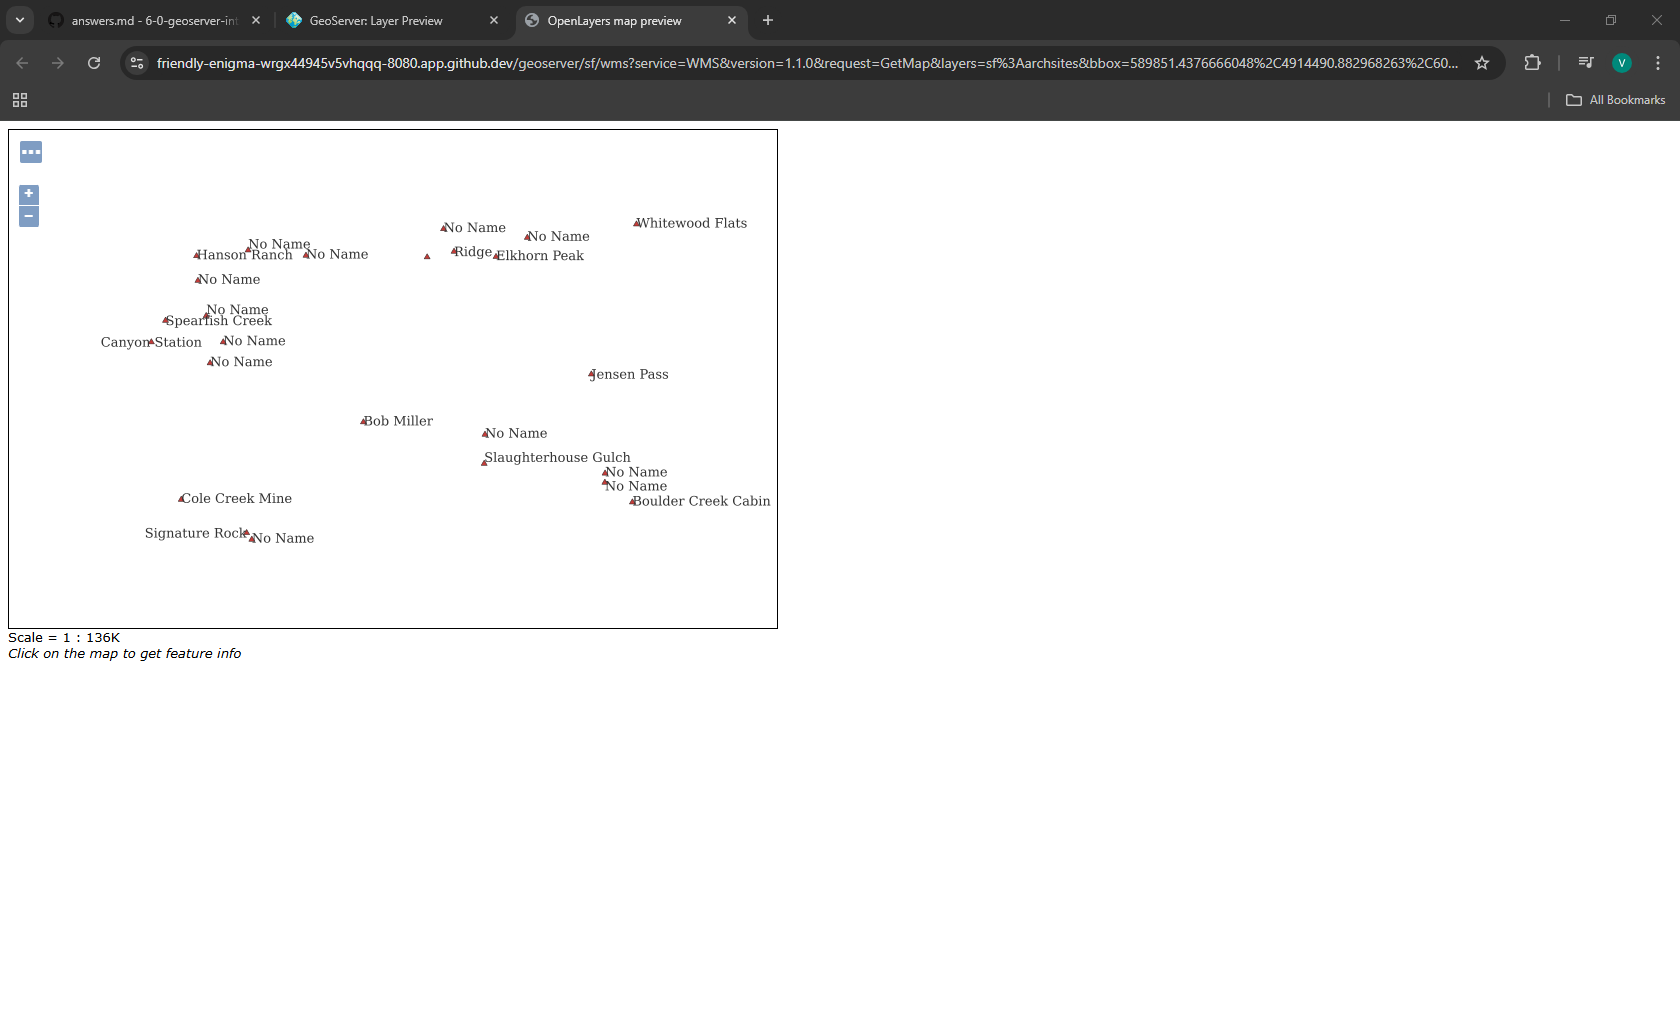 answers.md - 6-0-geoserver-int
GeoServer: Layer Preview
OpenLayers map preview
friendly-enigma-wrgx44945v5vhqqq-8080.app.github.dev/geoserver/sf/wms?service=WMS&version=1.1.0&request=GetMap&layers=sf%3Aarchsites&bbox=589851.4376666048%2C4914490.882968263%2C60...
V
All Bookmarks
Whitewood Flats
No Name
No Name
No Name
Ridge
Hanson Ranch
No Name
Elkhorn Peak
No Name
No Name
Spearfish Creek
Canyon Station
No Name
No Name
Jensen Pass
Bob Miller
No Name
Slaughterhouse Gulch
No Name
No Name
Cole Creek Mine
Boulder Creek Cabin
Signature Rock
No Name
Scale = 1 : 136K
Click on the map to get feature info